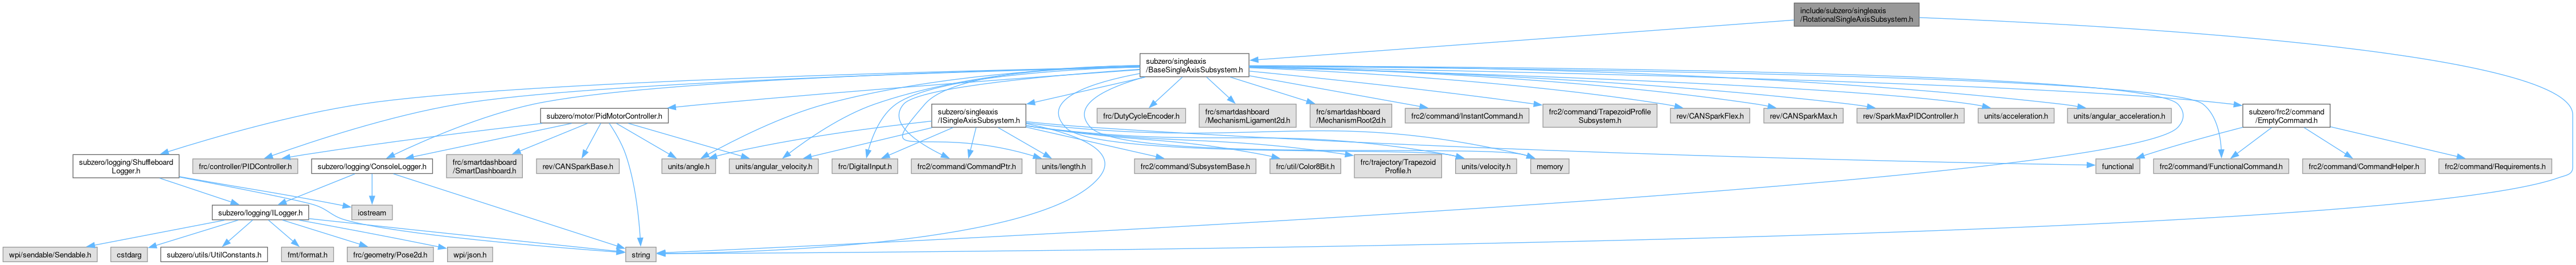 include/subzero/singleaxis
/RotationalSingleAxisSubsystem.h
subzero/singleaxis
/BaseSingleAxisSubsystem.h
subzero/motor/PidMotorController.h
subzero/singleaxis
/ISingleAxisSubsystem.h
frc/DutyCycleEncoder.h
frc/smartdashboard
/MechanismLigament2d.h
frc/smartdashboard
/MechanismRoot2d.h
frc2/command/InstantCommand.h
frc2/command/TrapezoidProfile
Subsystem.h
rev/CANSparkFlex.h
rev/CANSparkMax.h
rev/SparkMaxPIDController.h
units/acceleration.h
units/angular_acceleration.h
subzero/frc2/command
/EmptyCommand.h
subzero/logging/Shuffleboard
Logger.h
frc/controller/PIDController.h
subzero/logging/ConsoleLogger.h
frc/smartdashboard
/SmartDashboard.h
rev/CANSparkBase.h
units/angle.h
units/angular_velocity.h
frc/DigitalInput.h
frc2/command/CommandPtr.h
units/length.h
frc2/command/SubsystemBase.h
frc/util/Color8Bit.h
frc/trajectory/Trapezoid
Profile.h
units/velocity.h
memory
functional
frc2/command/FunctionalCommand.h
frc2/command/CommandHelper.h
frc2/command/Requirements.h
subzero/logging/ILogger.h
iostream
wpi/sendable/Sendable.h
cstdarg
subzero/utils/UtilConstants.h
fmt/format.h
frc/geometry/Pose2d.h
wpi/json.h
string